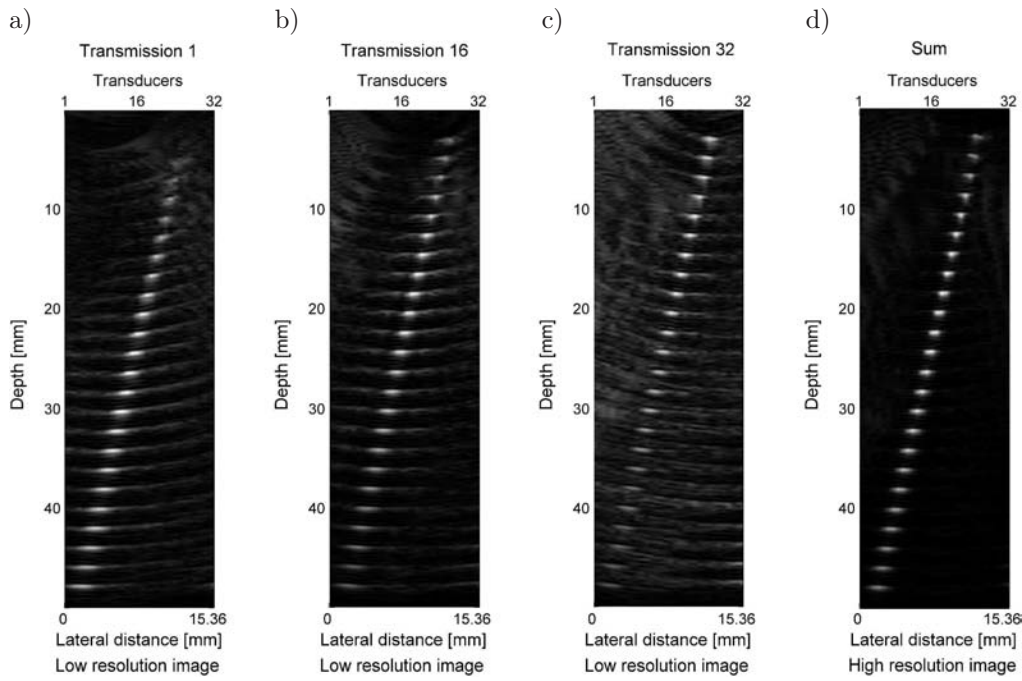 a)
Transmission 1
Transducers
1 16 32
10
20
30
40
Depth [mm]
0 15.36
Lateral distance [mm]
Low resolution image
b)
Transmission 16
Transducers
1 16 32
10
20
30
40
Depth [mm]
0 15.36
Lateral distance [mm]
Low resolution image
c)
Transmission 32
Transducers
1 16 32
10
20
30
40
Depth [mm]
0 15.36
Lateral distance [mm]
Low resolution image
d)
Sum
Transducers
1 16 32
10
20
30
40
Depth [mm]
0 15.36
Lateral distance [mm]
High resolution image